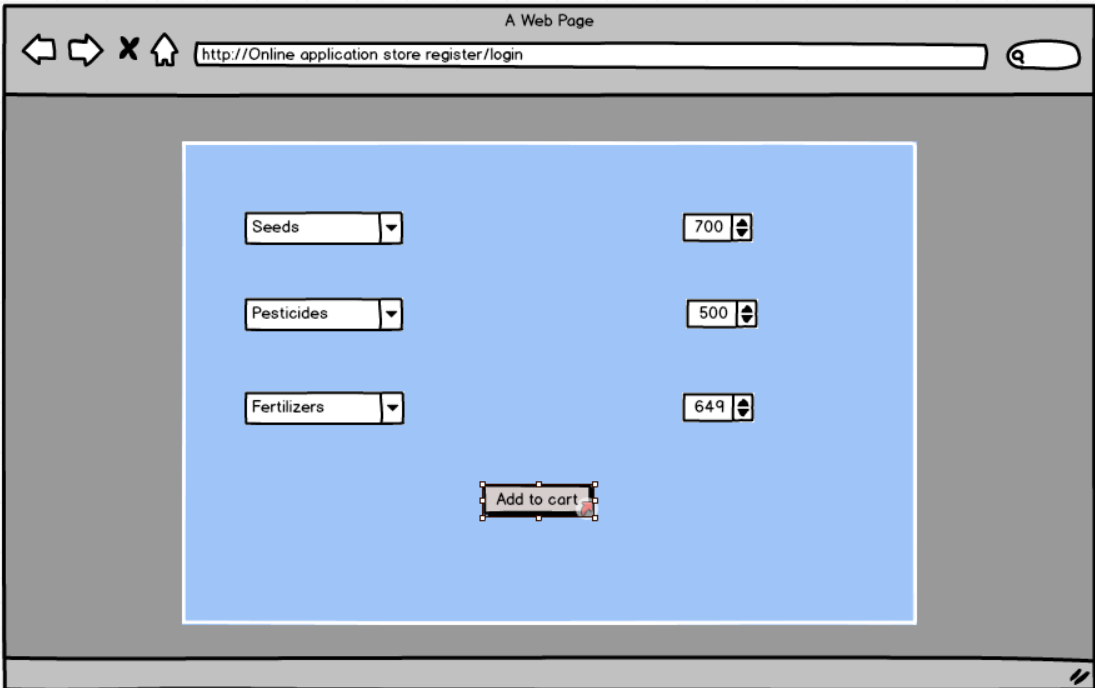 A Web Page
http://Online application store register/login
Seeds
700
Pesticides
500
Fertilizers
649
Add to cart